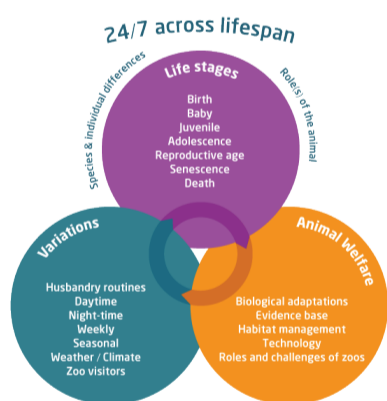 24/7 across lifespan
Species & individual differences
Role(s) of the animal
Life stages
Birth
Baby
Juvenile
Adolescence
Reproductive age
Senescence
Death
Variations
Husbandry routines
Daytime
Night-time
Weekly
Seasonal
Weather / Climate
Zoo visitors
Animal Welfare
Biological adaptations
Evidence base
Habitat management
Technology
Roles and challenges of zoos